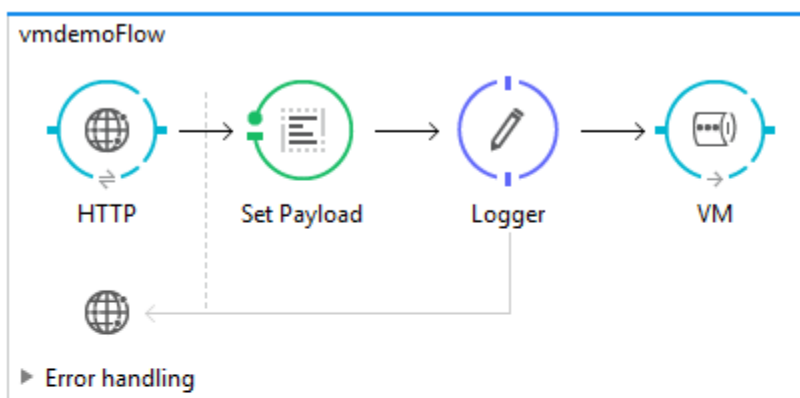 vmdemoFlow
HTTP
Set Payload
Logger
VM
Error handling